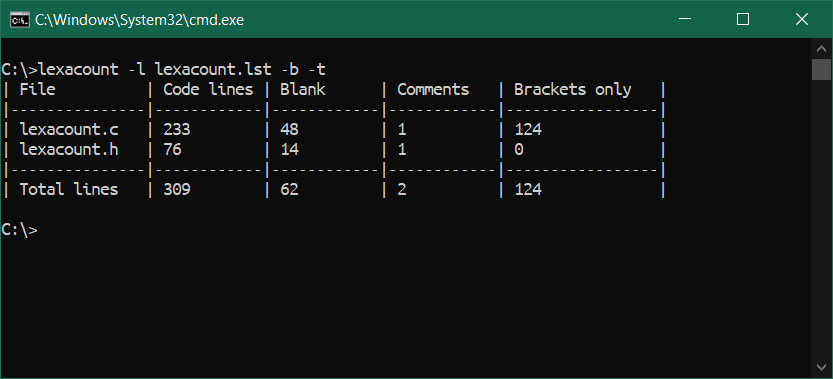 C:\Windows\System32\cmd.exe
C:\>lexacount -l lexacount.lst -b -t
| File          | Code lines | Blank      | Comments   | Brackets only   |
|---------------|------------|------------|------------|-----------------|
| lexacount.c   | 233        | 48         | 1          | 124             |
| lexacount.h   | 76         | 14         | 1          | 0               |
|---------------|------------|------------|------------|-----------------|
| Total lines   | 309        | 62         | 2          | 124             |
C:\>